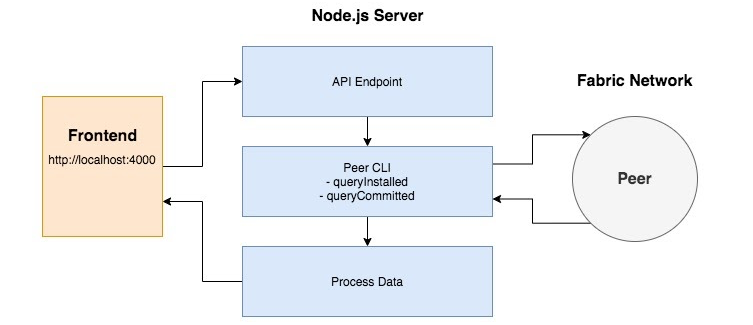 Node.js Server
API Endpoint
Fabric Network
Frontend
http://localhost:4000
Peer CLI
- queryInstalled
- queryCommitted
Peer
Process Data